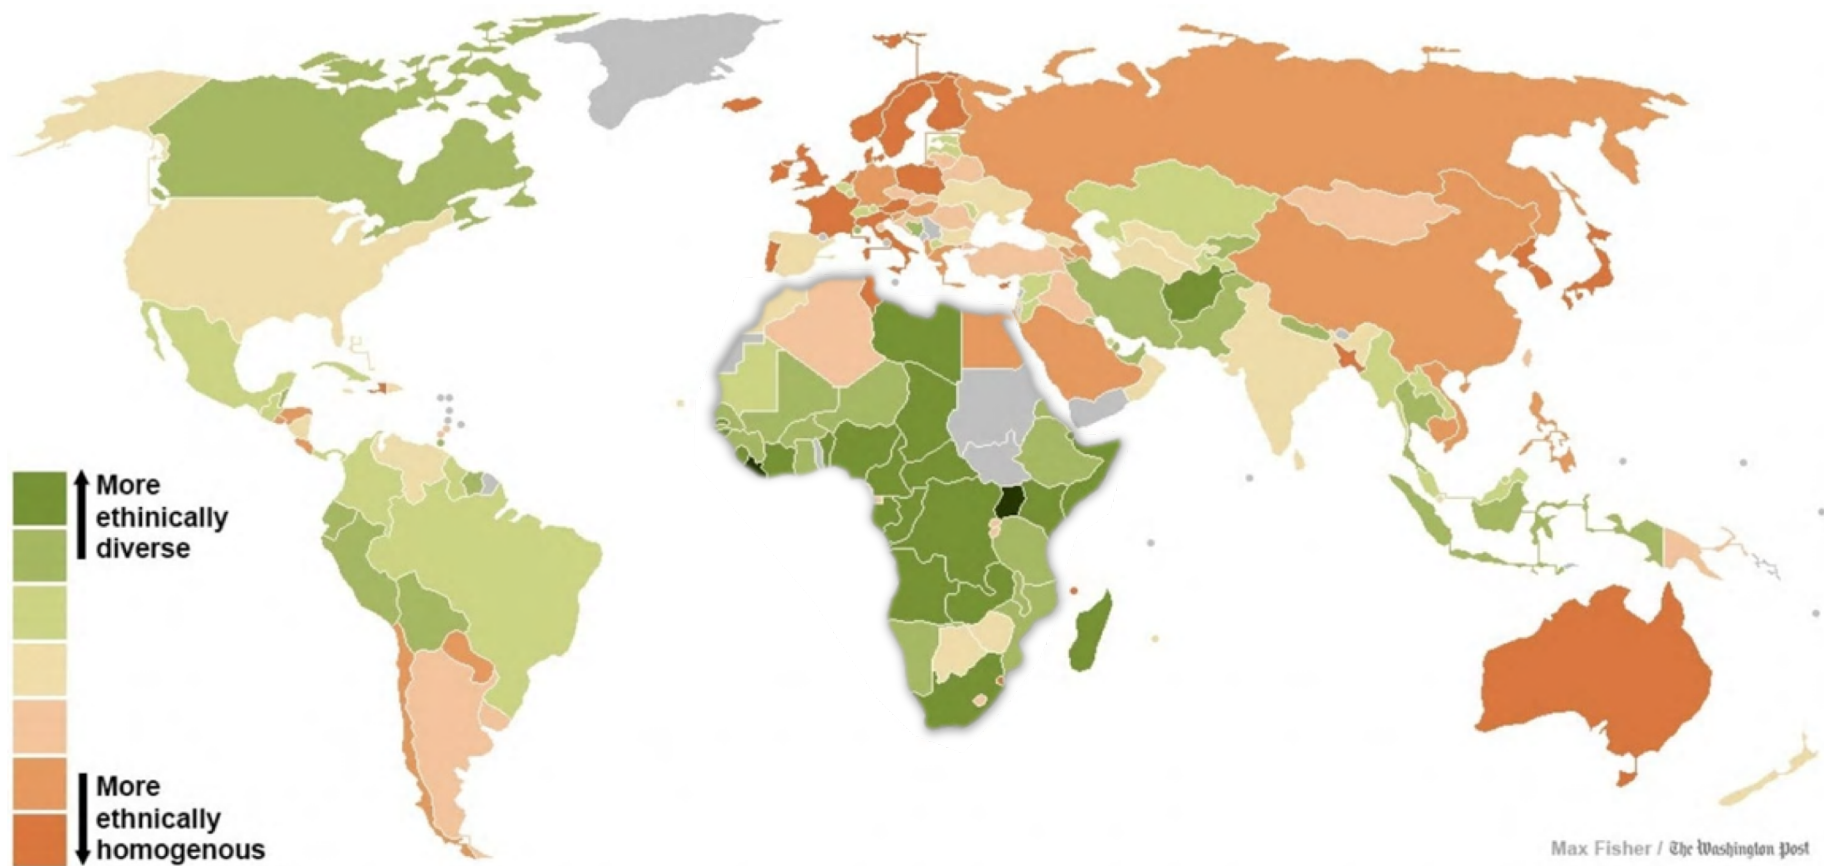 More
ethinically
diverse
More
ethnically
homogenous
Max Fisher / The Washington Post